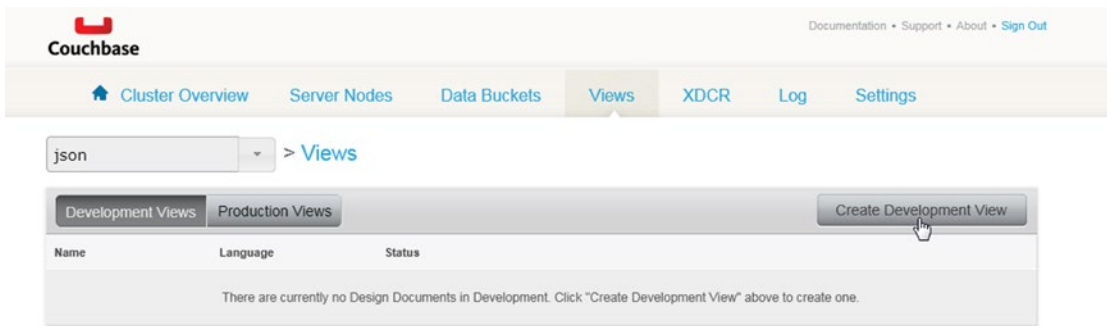 Documentation • Support • About • Sign Out
Couchbase
Cluster Overview Server Nodes Data Buckets Views XDCR Log Settings
json > Views
Development Views Production Views Create Development View
Name Language Status
There are currently no Design Documents in Development. Click "Create Development View" above to create one.